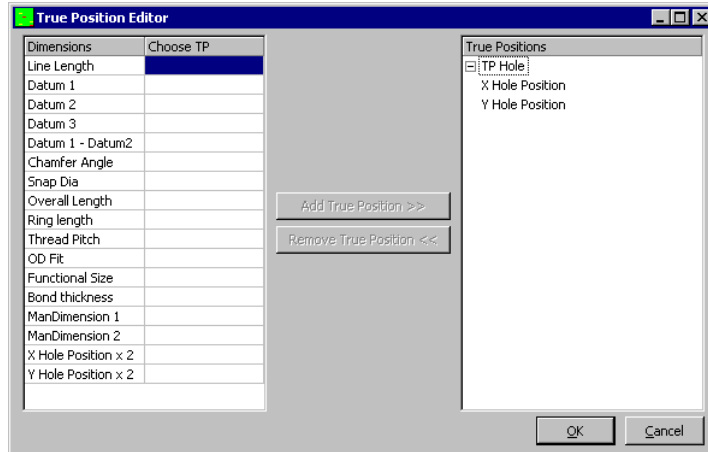 True Position Editor
Dimensions Choose TP
Line Length
Datum 1
Datum 2
Datum 3
Datum 1 - Datum2
Chamfer Angle
Snap Dia
Overall Length
Ring length
Thread Pitch
OD Fit
Functional Size
Bond thickness
ManDimension 1
ManDimension 2
X Hole Position x 2
Y Hole Position x 2
Add True Position >>
Remove True Position <<
True Positions
TP Hole
X Hole Position
Y Hole Position
OK Cancel